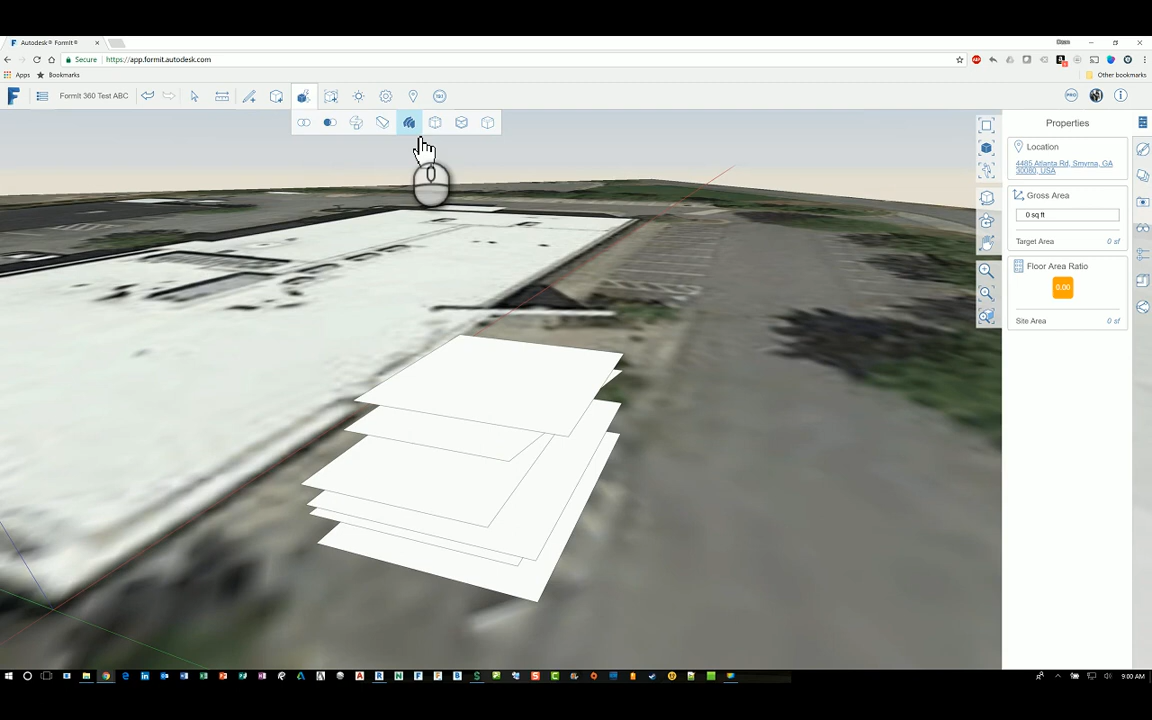 Autodesk® FormIt®
Secure
https://app.formit.autodesk.com
Apps
Bookmarks
Other bookmarks
FormIt 360 Test ABC
PRO
Properties
Location
4485 Atlanta Rd, Smyrna, GA
30080, USA
Gross Area
0 sq ft
Target Area
0 sf
Floor Area Ratio
0.00
Site Area
0 sf
9:00 AM